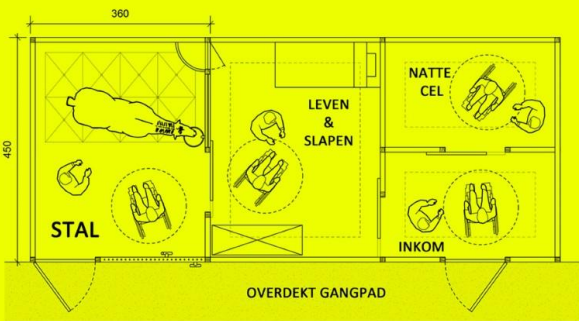 360
450
NATTE
CEL
LEVEN
&
SLAPEN
STAL
INKOM
OVERDEKT GANGPAD